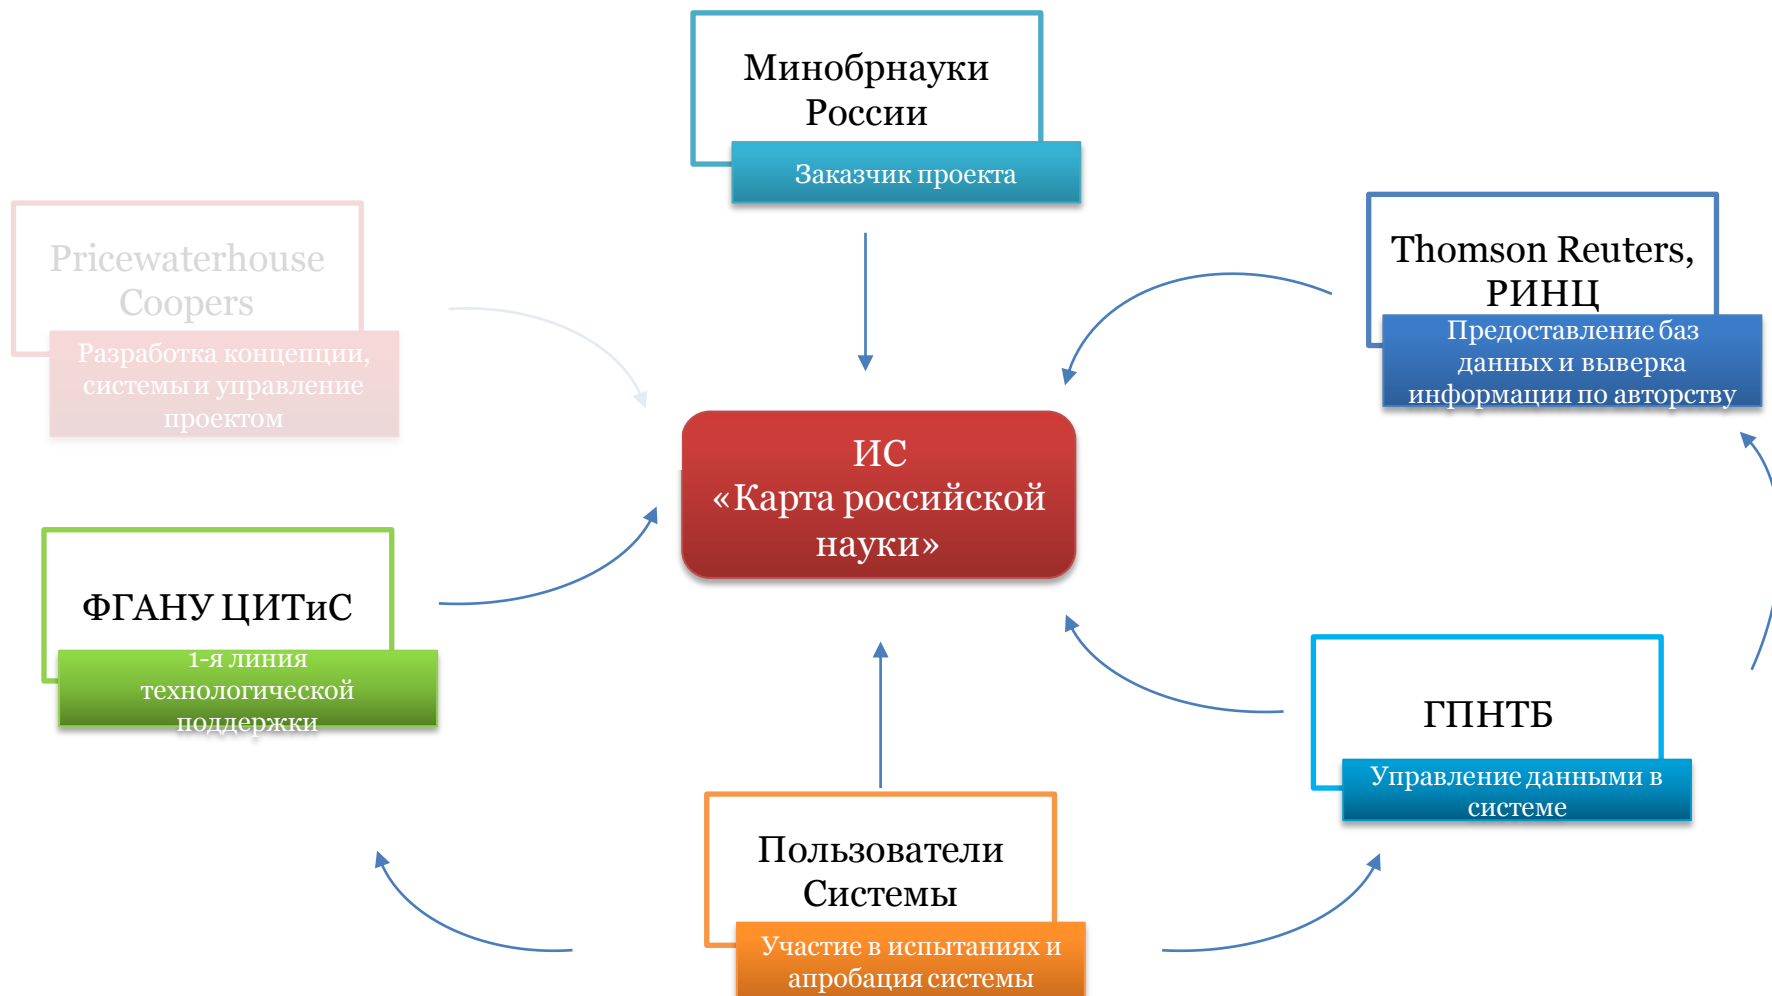 Минобрнауки
России
Заказчик проекта
Pricewaterhouse
Coopers
Разработка концепции,
системы и управление
проектом
Thomson Reuters,
РИНЦ
Предоставление баз
данных и выверка
информации по авторству
ИС
«Карта российской
науки»
ФГАНУ ЦИТиС
1-я линия
технологической
поддержки
ГПНТБ
Управление данными в
системе
Пользователи
Системы
Участие в испытаниях и
апробация системы